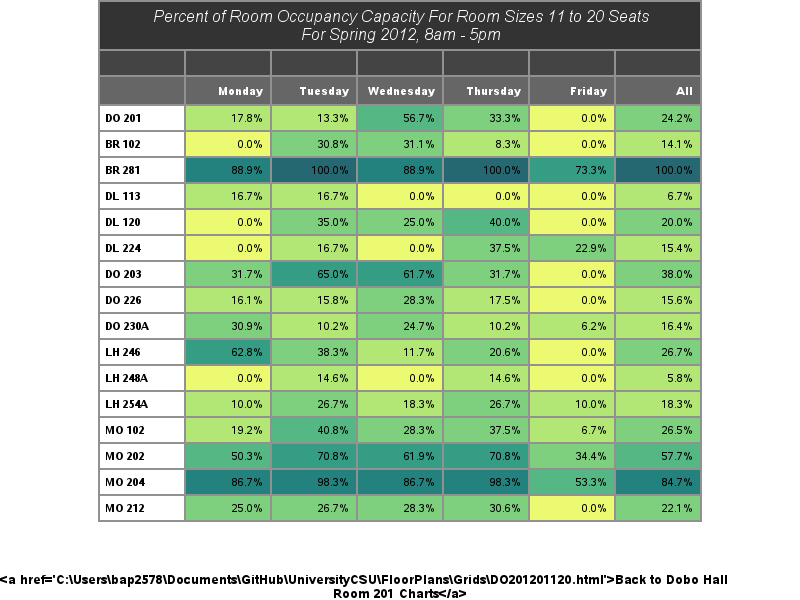 Percent of Room Occupancy Capacity For Room Sizes 11 to 20 Seats
For Spring 2012, 8am - 5pm
Monday Tuesday Wednesday Thursday Friday All
DO 201 17.8% 13.3% 56.7% 33.3% 0.0% 24.2%
BR 102 0.0% 30.8% 31.1% 8.3% 0.0% 14.1%
BR 281 88.9% 100.0% 88.9% 100.0% 73.3% 100.0%
DL 113 16.7% 16.7% 0.0% 0.0% 0.0% 6.7%
DL 120 0.0% 35.0% 25.0% 40.0% 0.0% 20.0%
DL 224 0.0% 16.7% 0.0% 37.5% 22.9% 15.4%
DO 203 31.7% 65.0% 61.7% 31.7% 0.0% 38.0%
DO 226 16.1% 15.8% 28.3% 17.5% 0.0% 15.6%
DO 230A 30.9% 10.2% 24.7% 10.2% 6.2% 16.4%
LH 246 62.8% 38.3% 11.7% 20.6% 0.0% 26.7%
LH 248A 0.0% 14.6% 0.0% 14.6% 0.0% 5.8%
LH 254A 10.0% 26.7% 18.3% 26.7% 10.0% 18.3%
MO 102 19.2% 40.8% 28.3% 37.5% 6.7% 26.5%
MO 202 50.3% 70.8% 61.9% 70.8% 34.4% 57.7%
MO 204 86.7% 98.3% 86.7% 98.3% 53.3% 84.7%
MO 212 25.0% 26.7% 28.3% 30.6% 0.0% 22.1%
<a href='C:\Users\bap2578\Documents\GitHub\UniversityCSU\FloorPlans\Grids\DO201201120.html'>Back to Dobo Hall
Room 201 Charts</a>